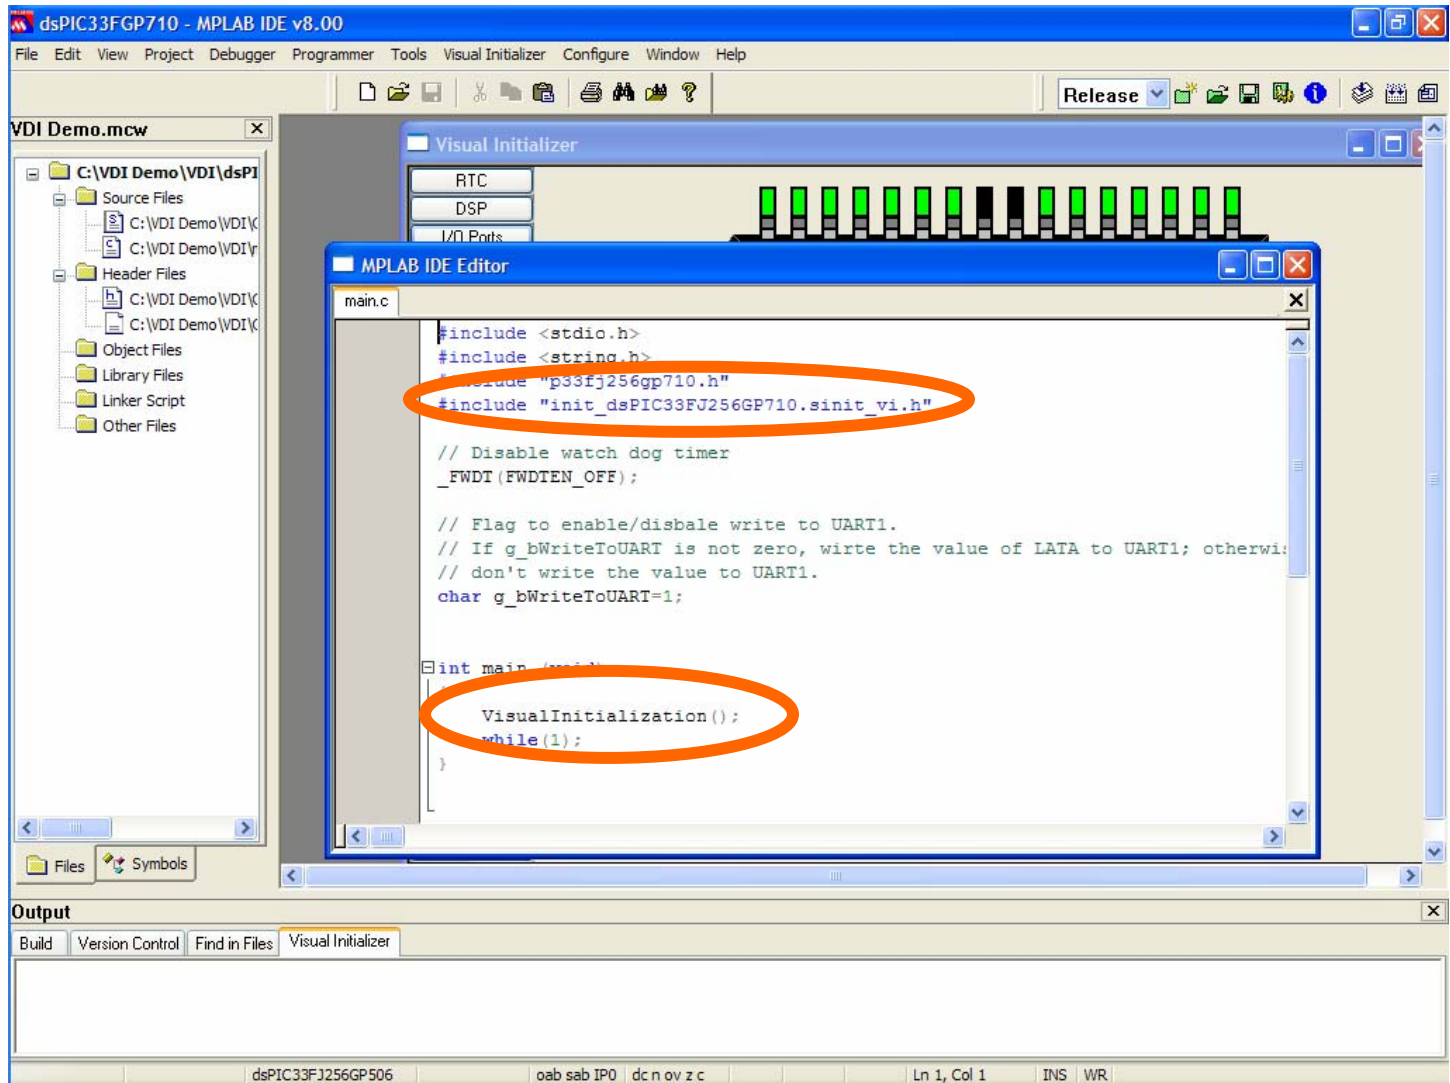 dsPIC33FGP710 - MPLAB IDE v8.00
File Edit View Project Debugger Programmer Tools Visual Initializer Configure Window Help
Release
VDI Demo.mcw
C:\VDI Demo\VDI\dsPI
Source Files
C:\VDI Demo\VDI\
C:\VDI Demo\VDI\
Header Files
C:\VDI Demo\VDI\
C:\VDI Demo\VDI\
Object Files
Library Files
Linker Script
Other Files
Files Symbols
Visual Initializer
RTC
DSP
I/O Ports
MPLAB IDE Editor
main.c
#include <stdio.h>
#include <string.h>
#include "p33fj256gp710.h"
#include "init_dsPIC33FJ256GP710.sinit_vi.h"
// Disable watch dog timer
_FWDT(FWDTEN_OFF);
// Flag to enable/disbale write to UART1.
// If g_bWriteToUART is not zero, wirte the value of LATA to UART1; otherwi
// don't write the value to UART1.
char g_bWriteToUART=1;
int main (void)
VisualInitialization();
while(1);
}
Output
Build Version Control Find in Files Visual Initializer
dsPIC33FJ256GP506 oab sab IP0 dc n ov z c Ln 1, Col 1 INS WR